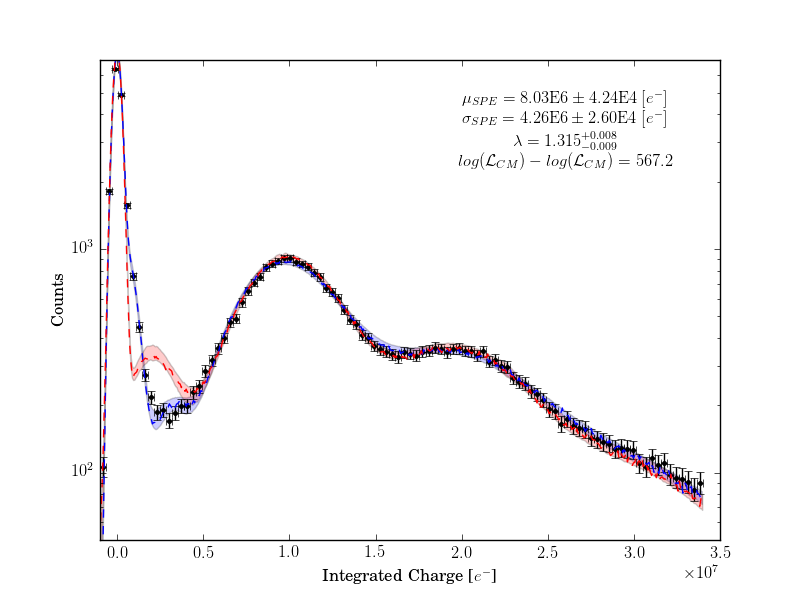 μ_SPE = 8.03E6 ± 4.24E4 [e⁻]
σ_SPE = 4.26E6 ± 2.60E4 [e⁻]
λ = 1.315^{+0.008}_{−0.009}
log(ℒ_CM) − log(ℒ_CM) = 567.2
10³
10²
Counts
0.0 0.5 1.0 1.5 2.0 2.5 3.0 3.5
×10⁷
Integrated Charge [e⁻]